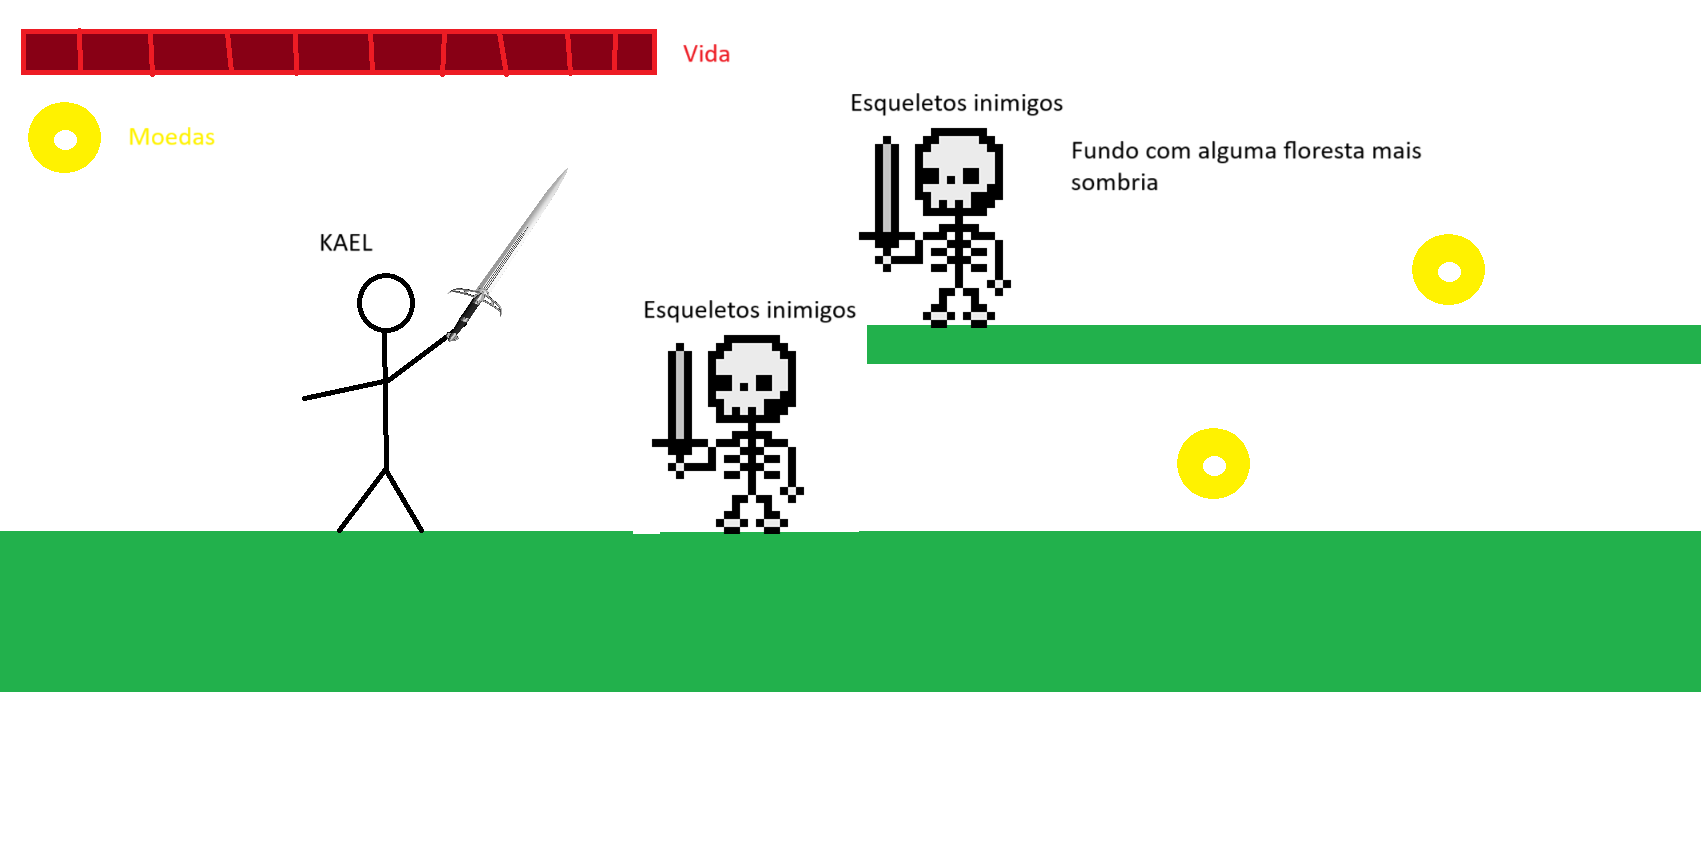 Vida
Moedas
Esqueletos inimigos
Fundo com alguma floresta mais
sombria
KAEL
Esqueletos inimigos